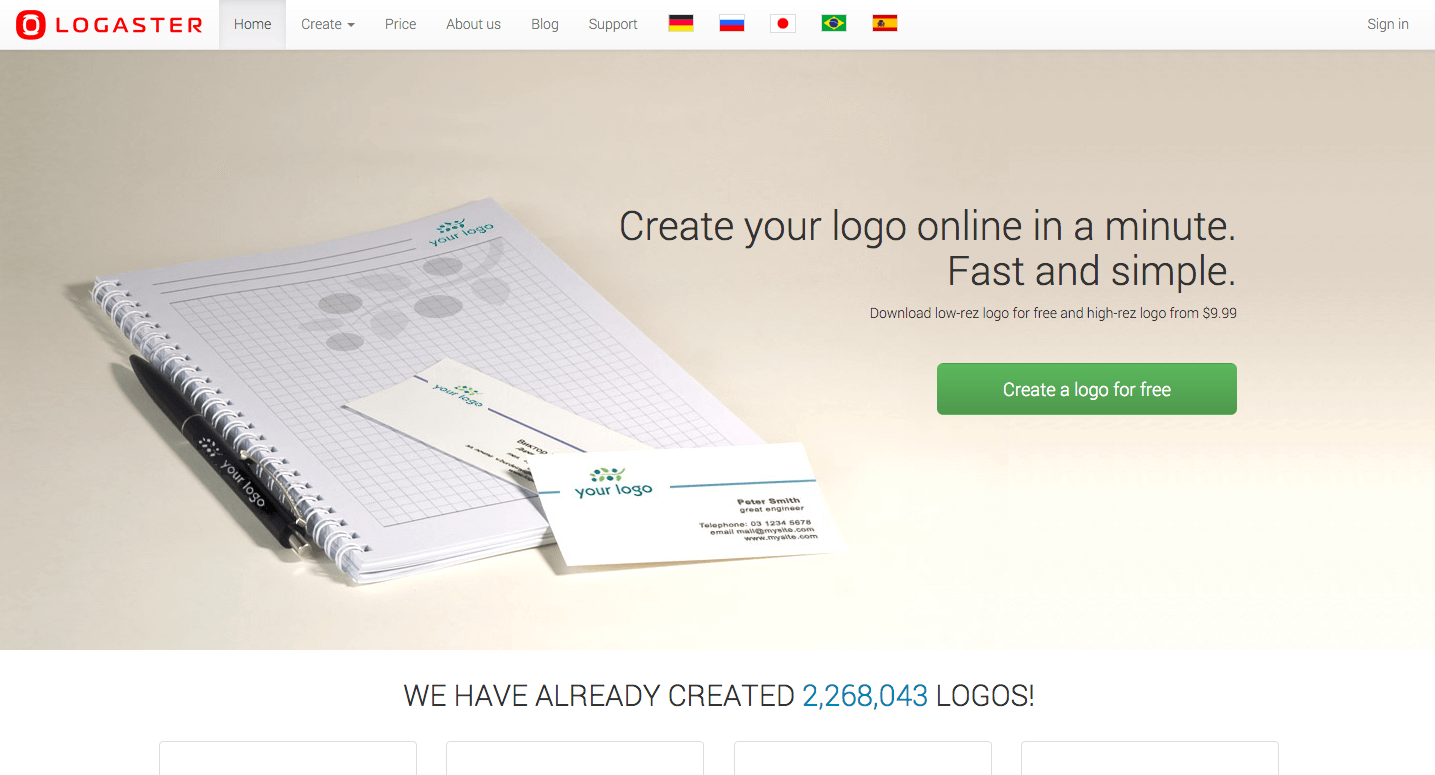 LOGASTER
Home
Create
Price
About us
Blog
Support
Sign in
Create your logo online in a minute.
Fast and simple.
Download low-rez logo for free and high-rez logo from $9.99
Create a logo for free
your logo
your logo
your logo
Виктор
your logo
Peter Smith
great engineer
Telephone: 03 1234 5678
email mail@mysite.com
www.mysite.com
WE HAVE ALREADY CREATED 2,268,043 LOGOS!